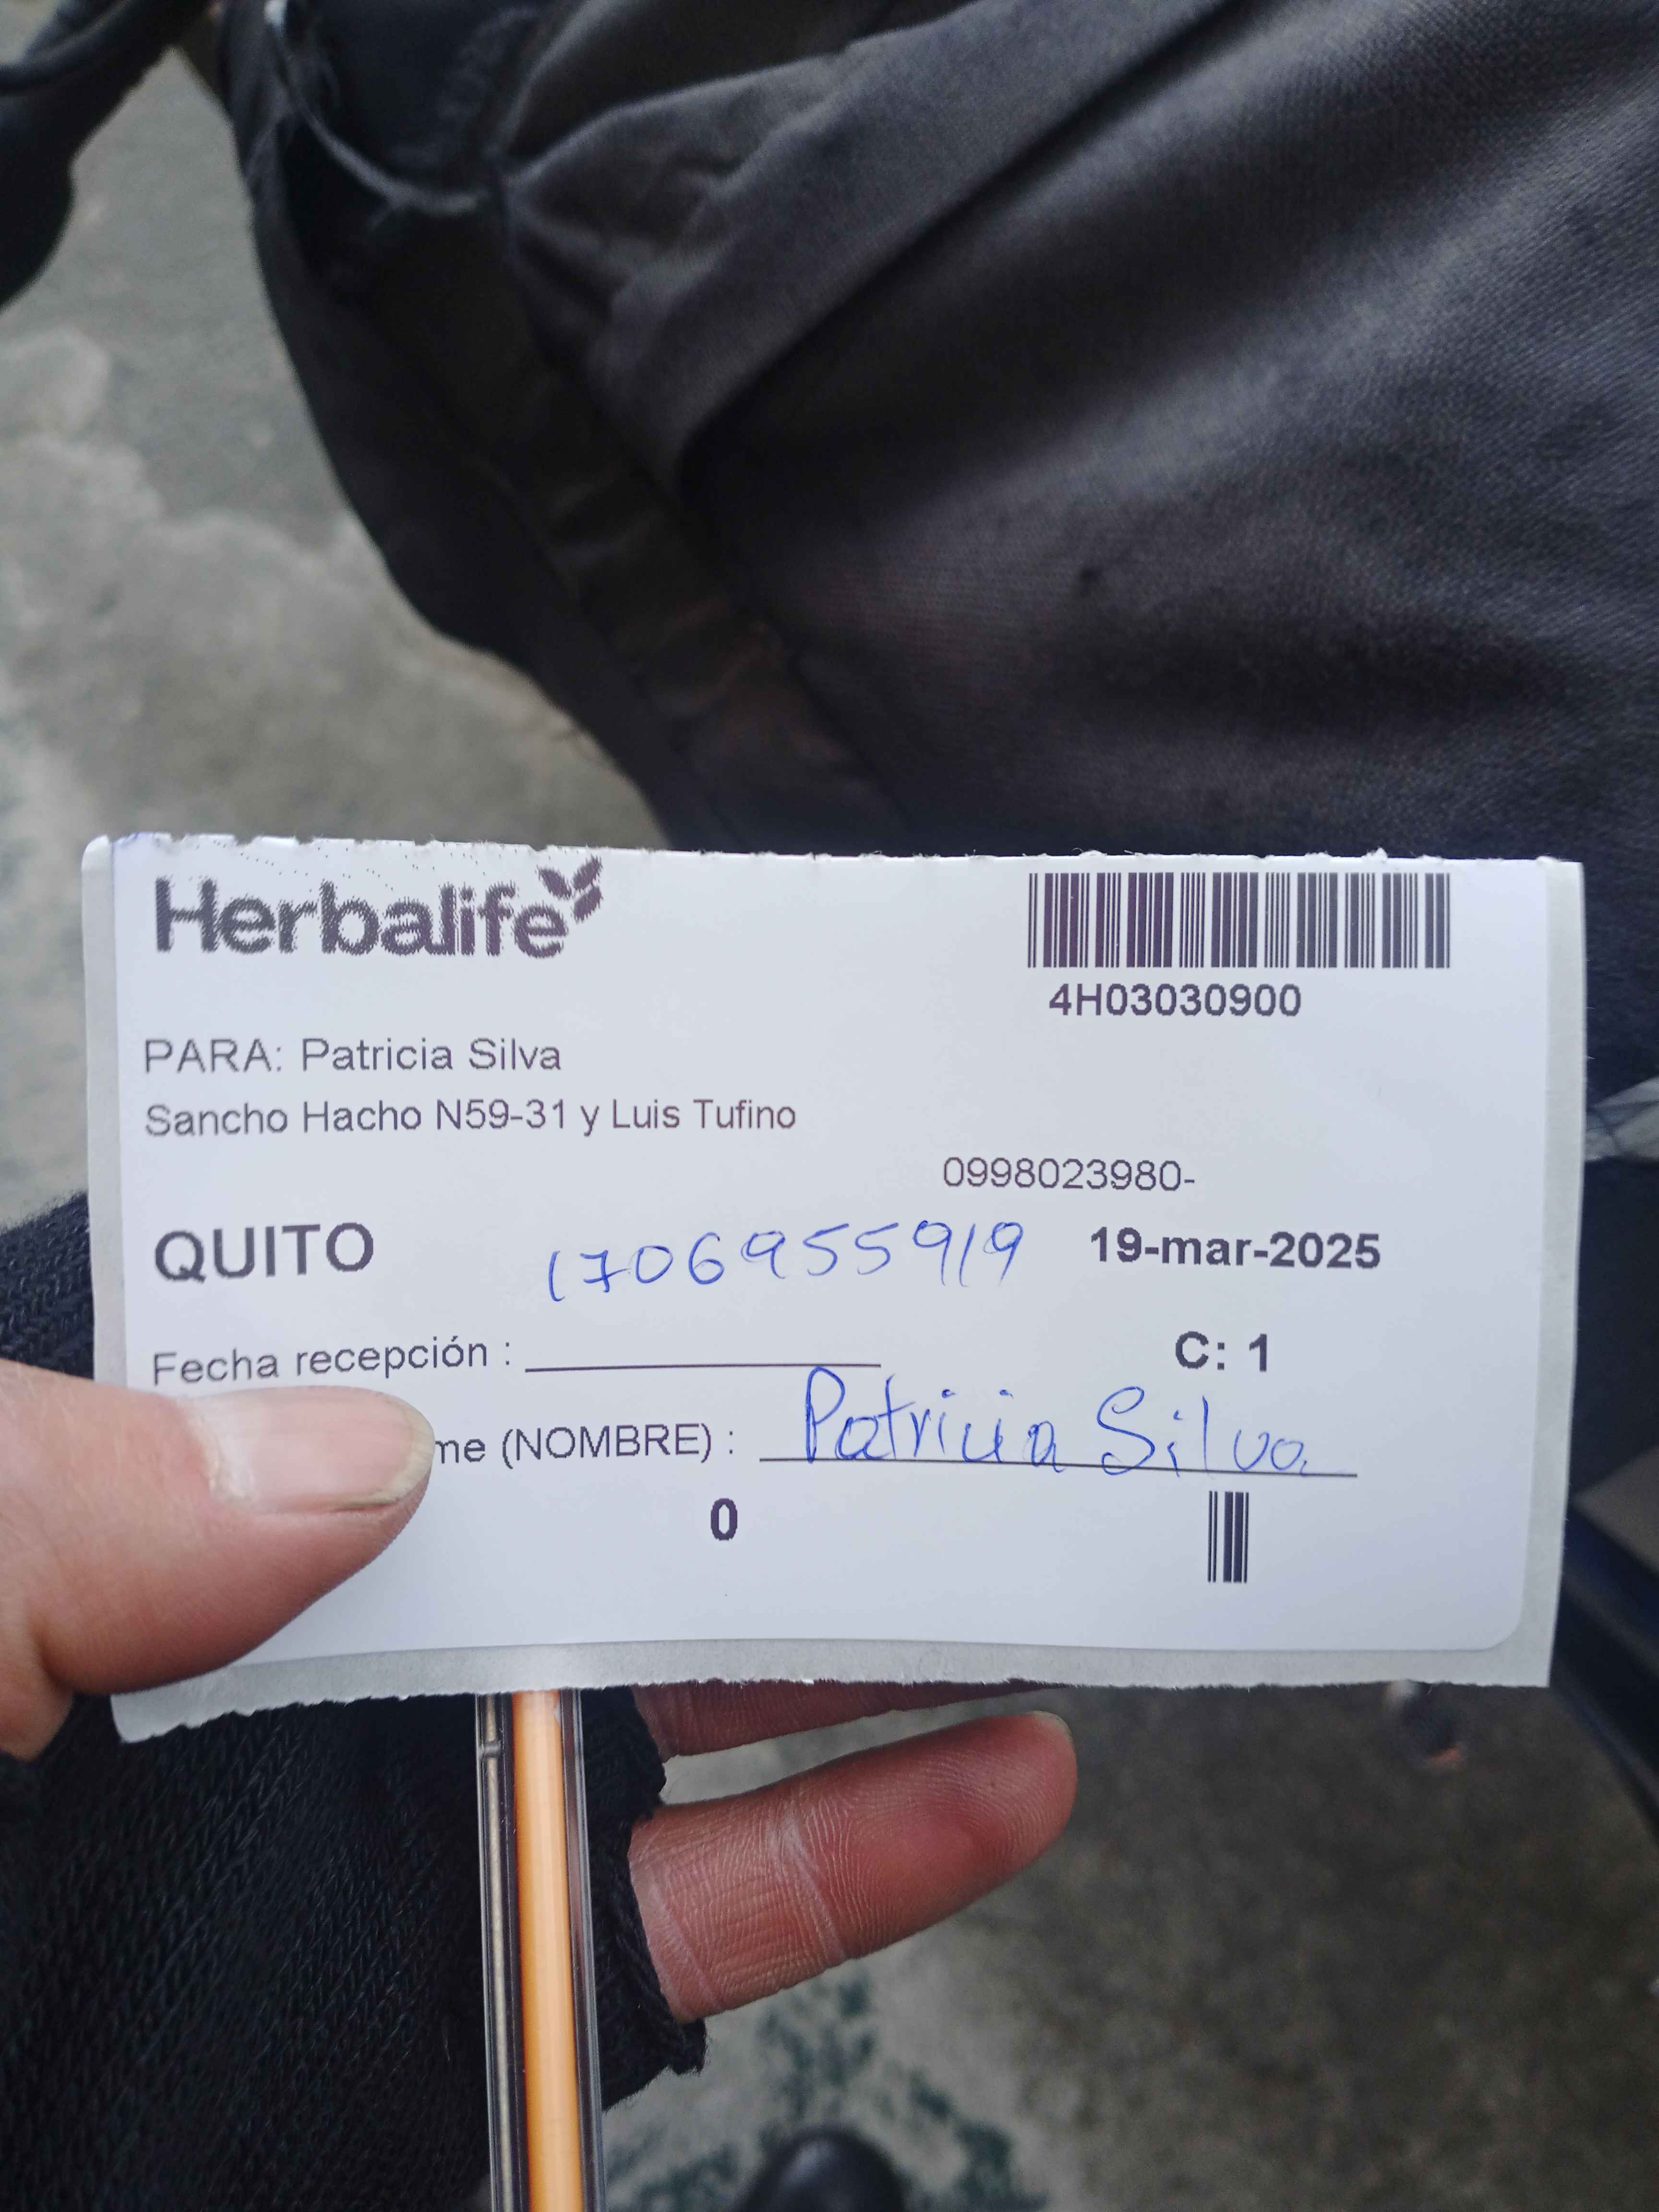 Herbalife
4H03030900
PARA: Patricia Silva
Sancho Hacho N59-31 y Luis Tufino
0998023980-
QUITO 1706955919 19-mar-2025
Fecha recepción : C: 1
(NOMBRE) : Patricia Silva
0